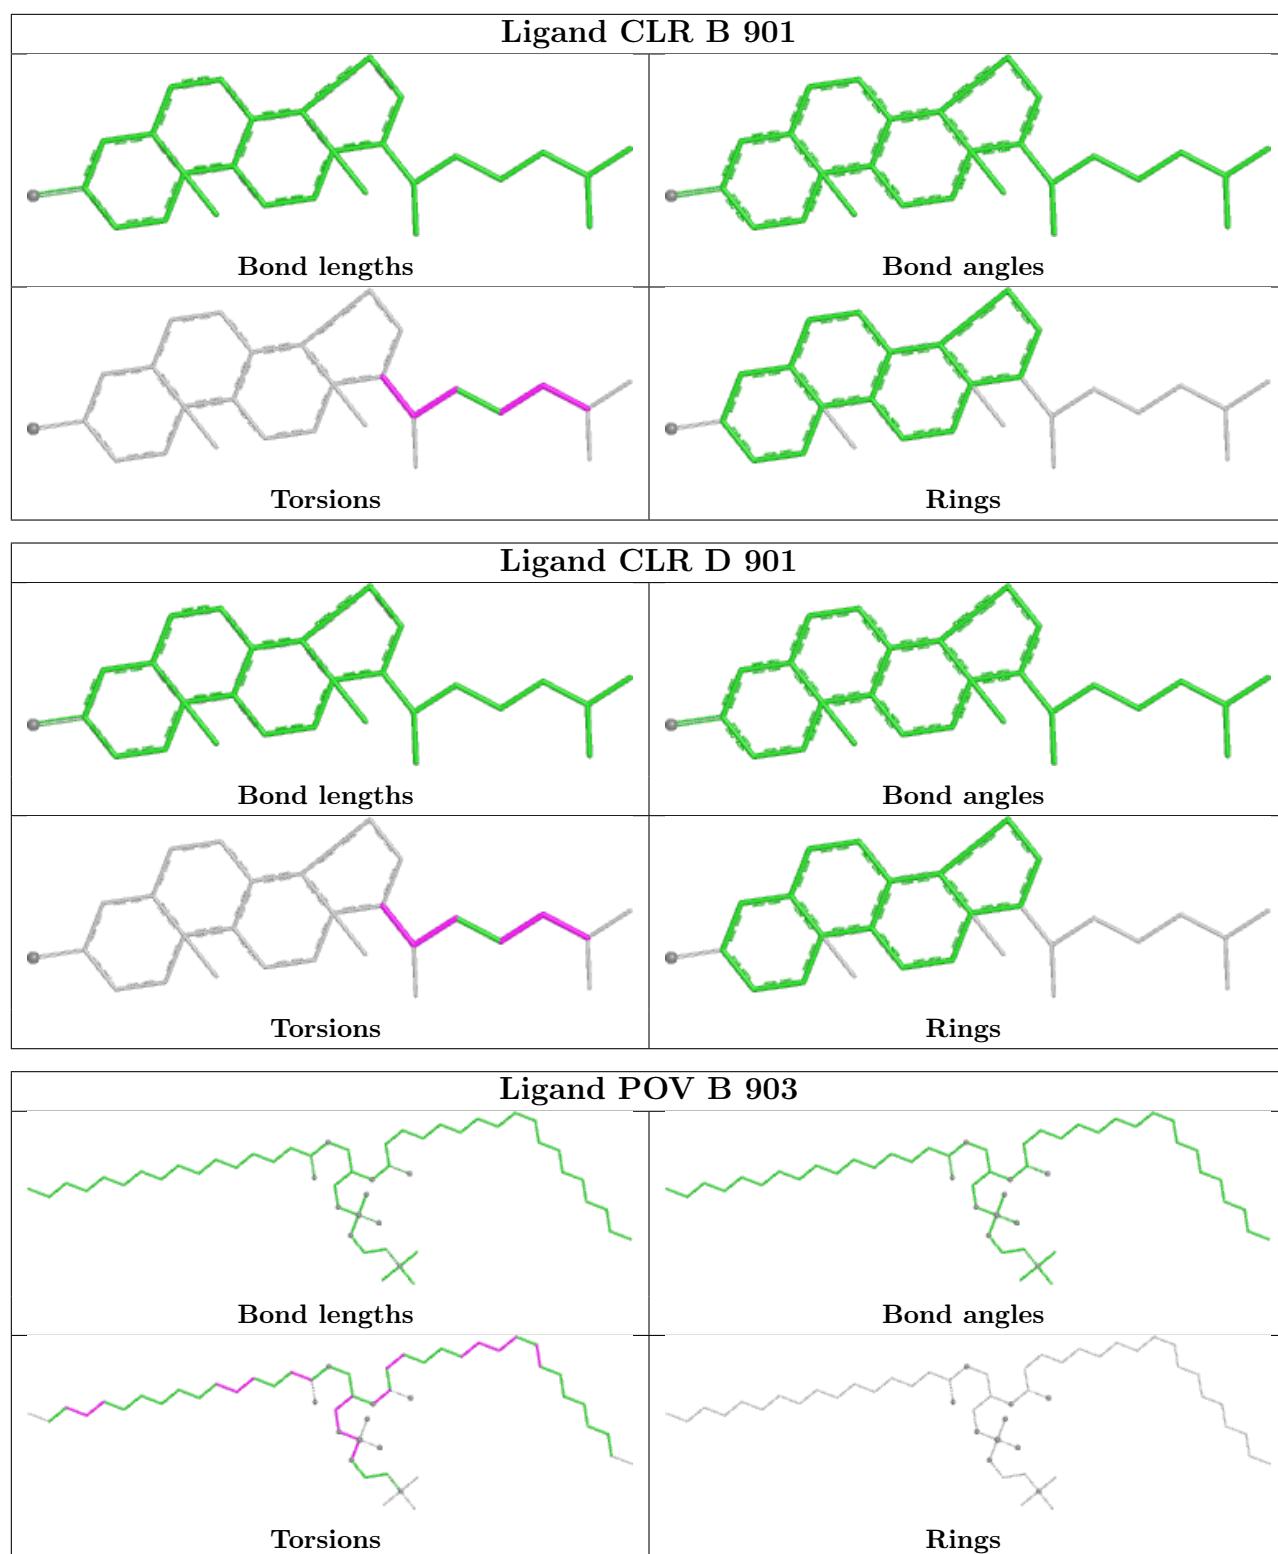 Ligand CLR B 901
Bond lengths
Bond angles
Torsions
Rings
Ligand CLR D 901
Bond lengths
Bond angles
Torsions
Rings
Ligand POV B 903
Bond lengths
Bond angles
Torsions
Rings